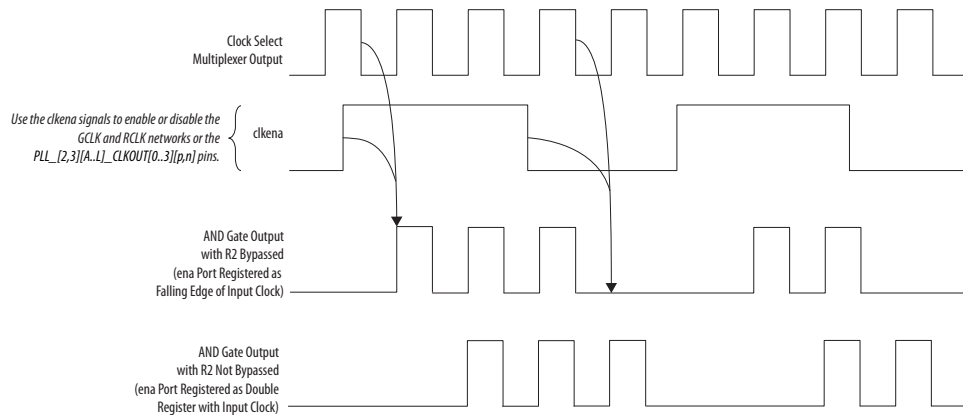 Clock Select
Multiplexer Output
Use the clkena signals to enable or disable the
GCLK and RCLK networks or the
PLL_[2,3][A..L]_CLKOUT[0..3][p,n] pins.
clkena
AND Gate Output
with R2 Bypassed
(ena Port Registered as
Falling Edge of Input Clock)
AND Gate Output
with R2 Not Bypassed
(ena Port Registered as Double
Register with Input Clock)